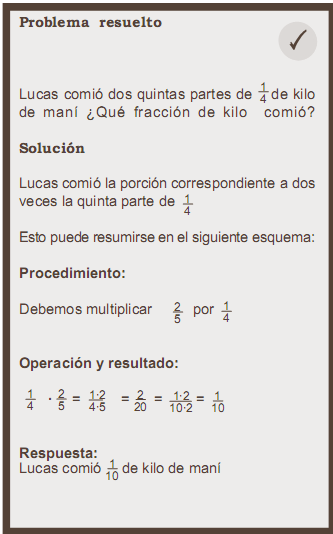 Problema resuelto
Lucas comió dos quintas partes de 1/4 de kilo
de maní ¿Qué fracción de kilo comió?
Solución
Lucas comió la porción correspondiente a dos
veces la quinta parte de 1/4
Esto puede resumirse en el siguiente esquema:
Procedimiento:
Debemos multiplicar 2/5 por 1/4
Operación y resultado:
1/4 · 2/5 = 1·2/4·5 = 2/20 = 1·2/10·2 = 1/10
Respuesta:
Lucas comió 1/10 de kilo de maní